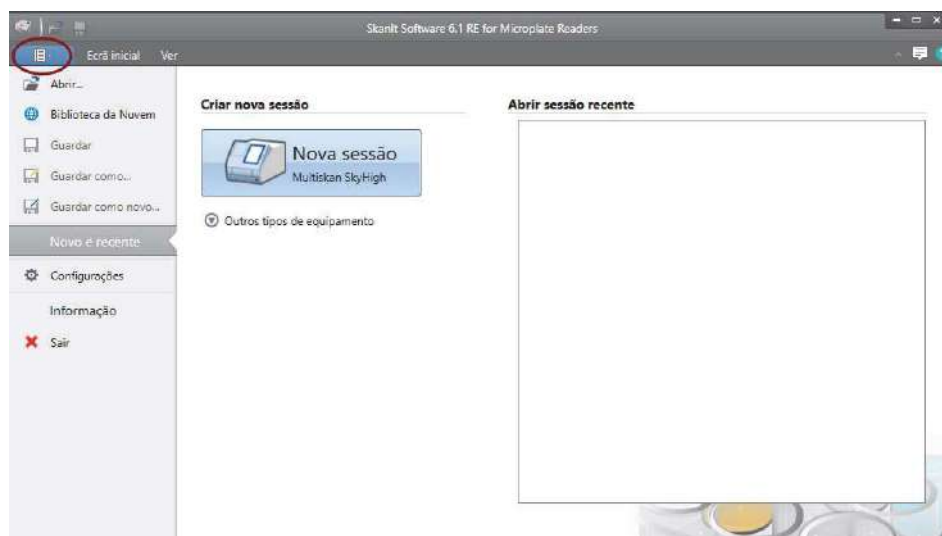 SkanIt Software 6.1 RE for Microplate Readers
Ecrã inicial Ver
Abrir...
Biblioteca da Nuvem
Guardar
Guardar como...
Guardar como novo...
Novo e recente
Configurações
Informação
Sair
Criar nova sessão
Nova sessão
Multiskan SkyHigh
Outros tipos de equipamento
Abrir sessão recente